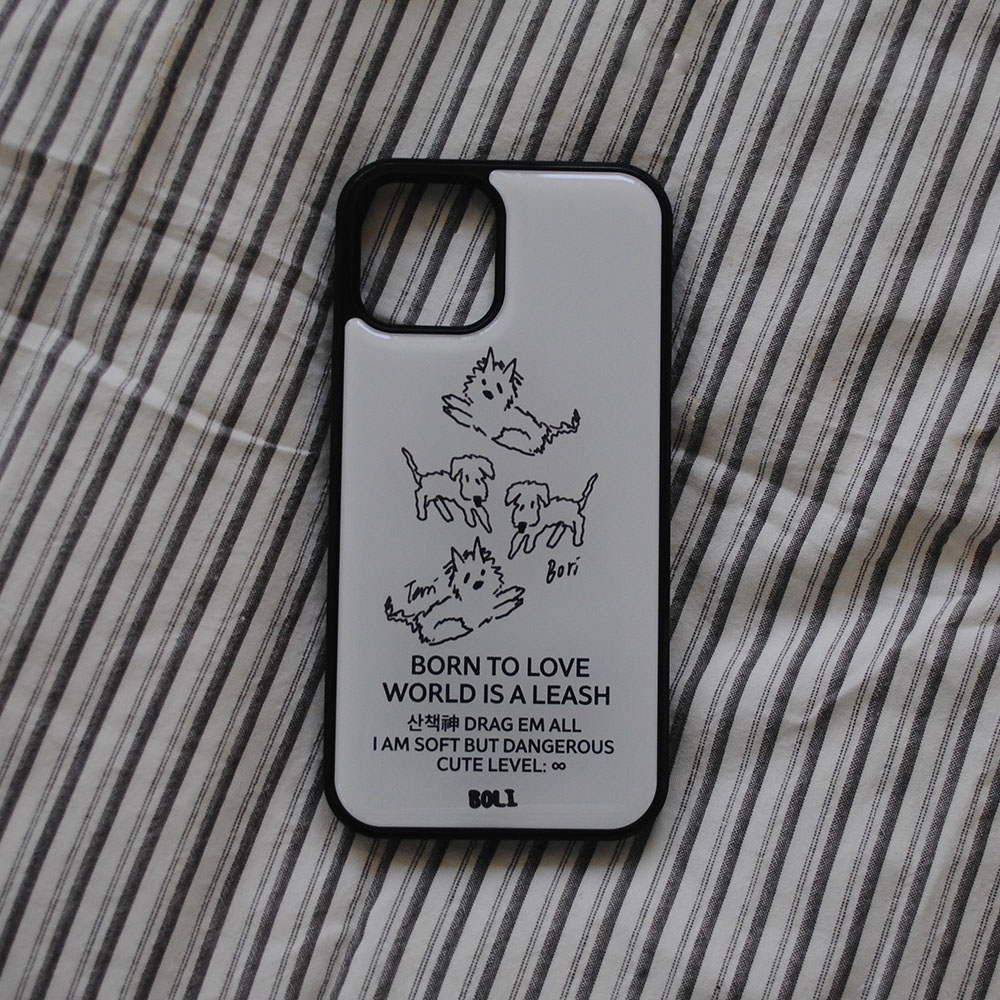 Tami
Bori
BORN TO LOVE
WORLD IS A LEASH
산책神 DRAG EM ALL
I AM SOFT BUT DANGEROUS
CUTE LEVEL: ∞
BOLI